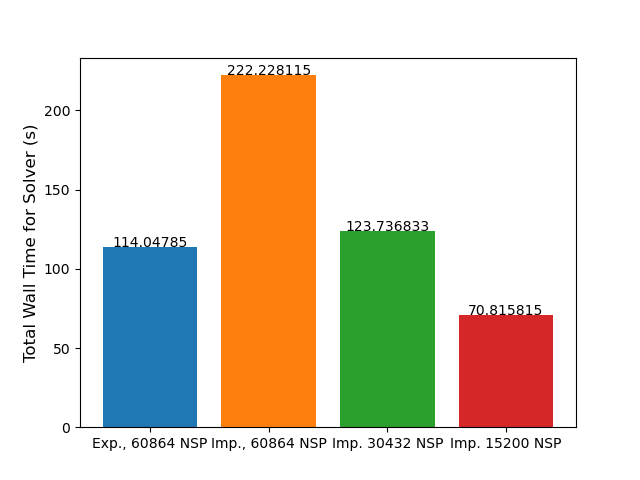 222.228115
200
123.736833
150
114.04785
100
70.815815
50
0
Total Wall Time for Solver (s)
Exp., 60864 NSP
Imp., 60864 NSP
Imp. 30432 NSP
Imp. 15200 NSP